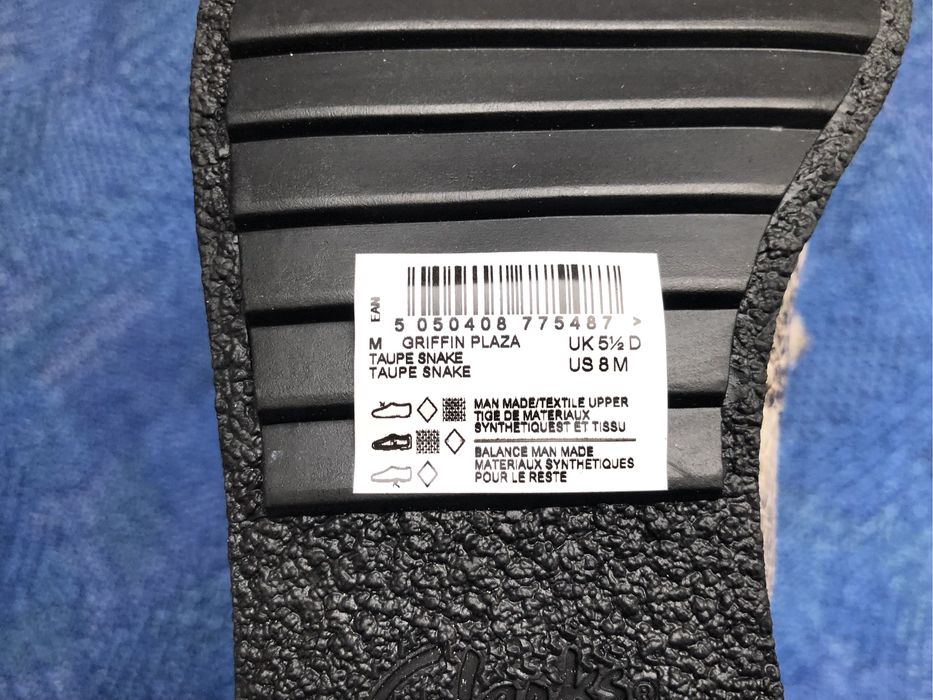 EAN
5 050408 775487 >
M GRIFFIN PLAZA UK 5½ D
TAUPE SNAKE
TAUPE SNAKE US 8 M
MAN MADE/TEXTILE UPPER
TIGE DE MATERIAUX
SYNTHETIQUEST ET TISSU
BALANCE MAN MADE
MATERIAUX SYNTHETIQUES
POUR LE RESTE
Clarks®